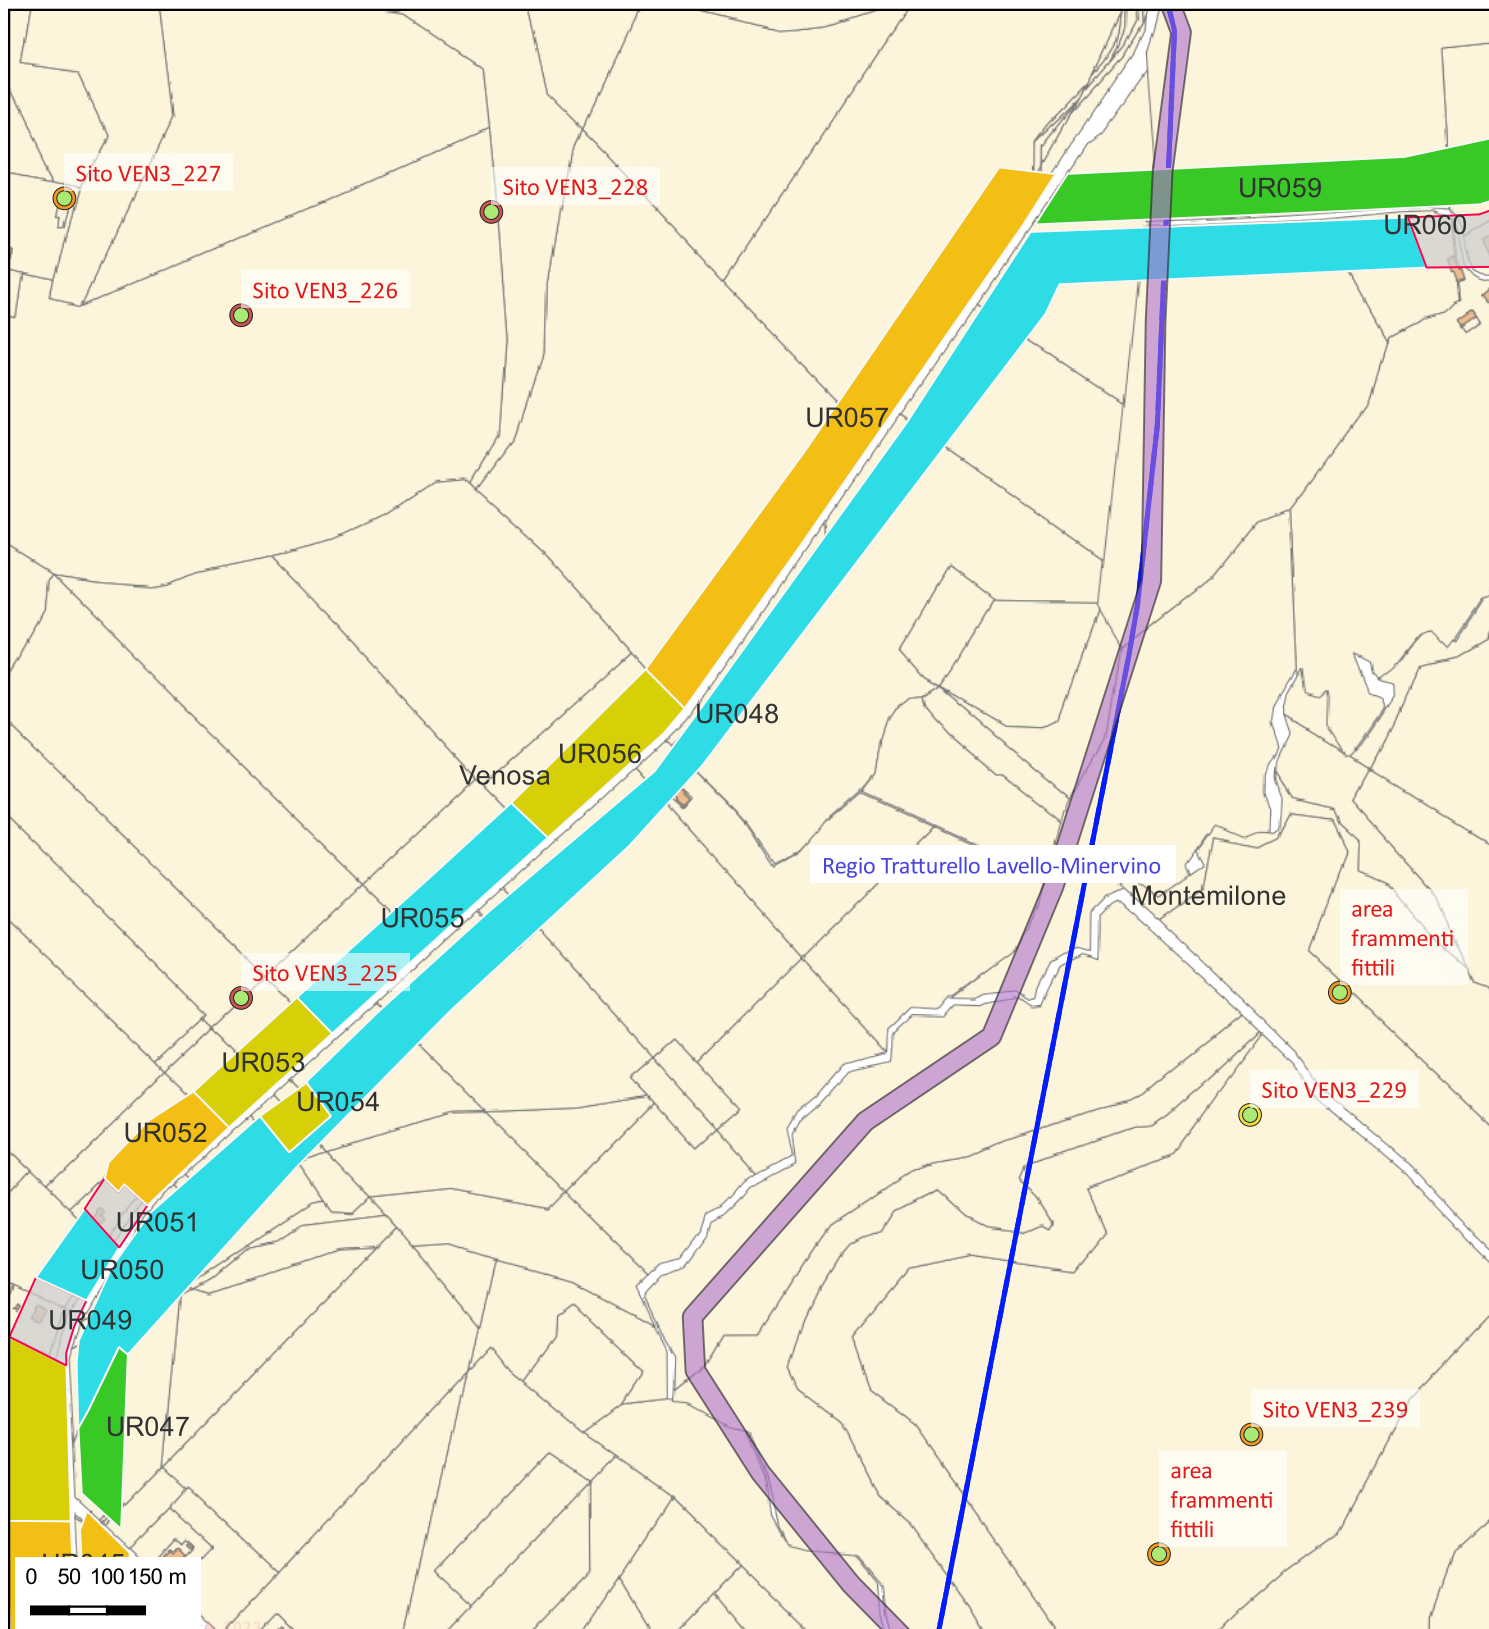 Sito VEN3_227
Sito VEN3_228
UR059
UR060
Sito VEN3_226
UR057
UR048
UR056
Venosa
Regio Tratturello Lavello-Minervino
Montemilone
UR055
area
frammenti
fittili
Sito VEN3_225
UR053
UR054
Sito VEN3_229
UR052
UR051
UR050
UR049
UR047
Sito VEN3_239
area
frammenti
fittili
0 50 100 150 m